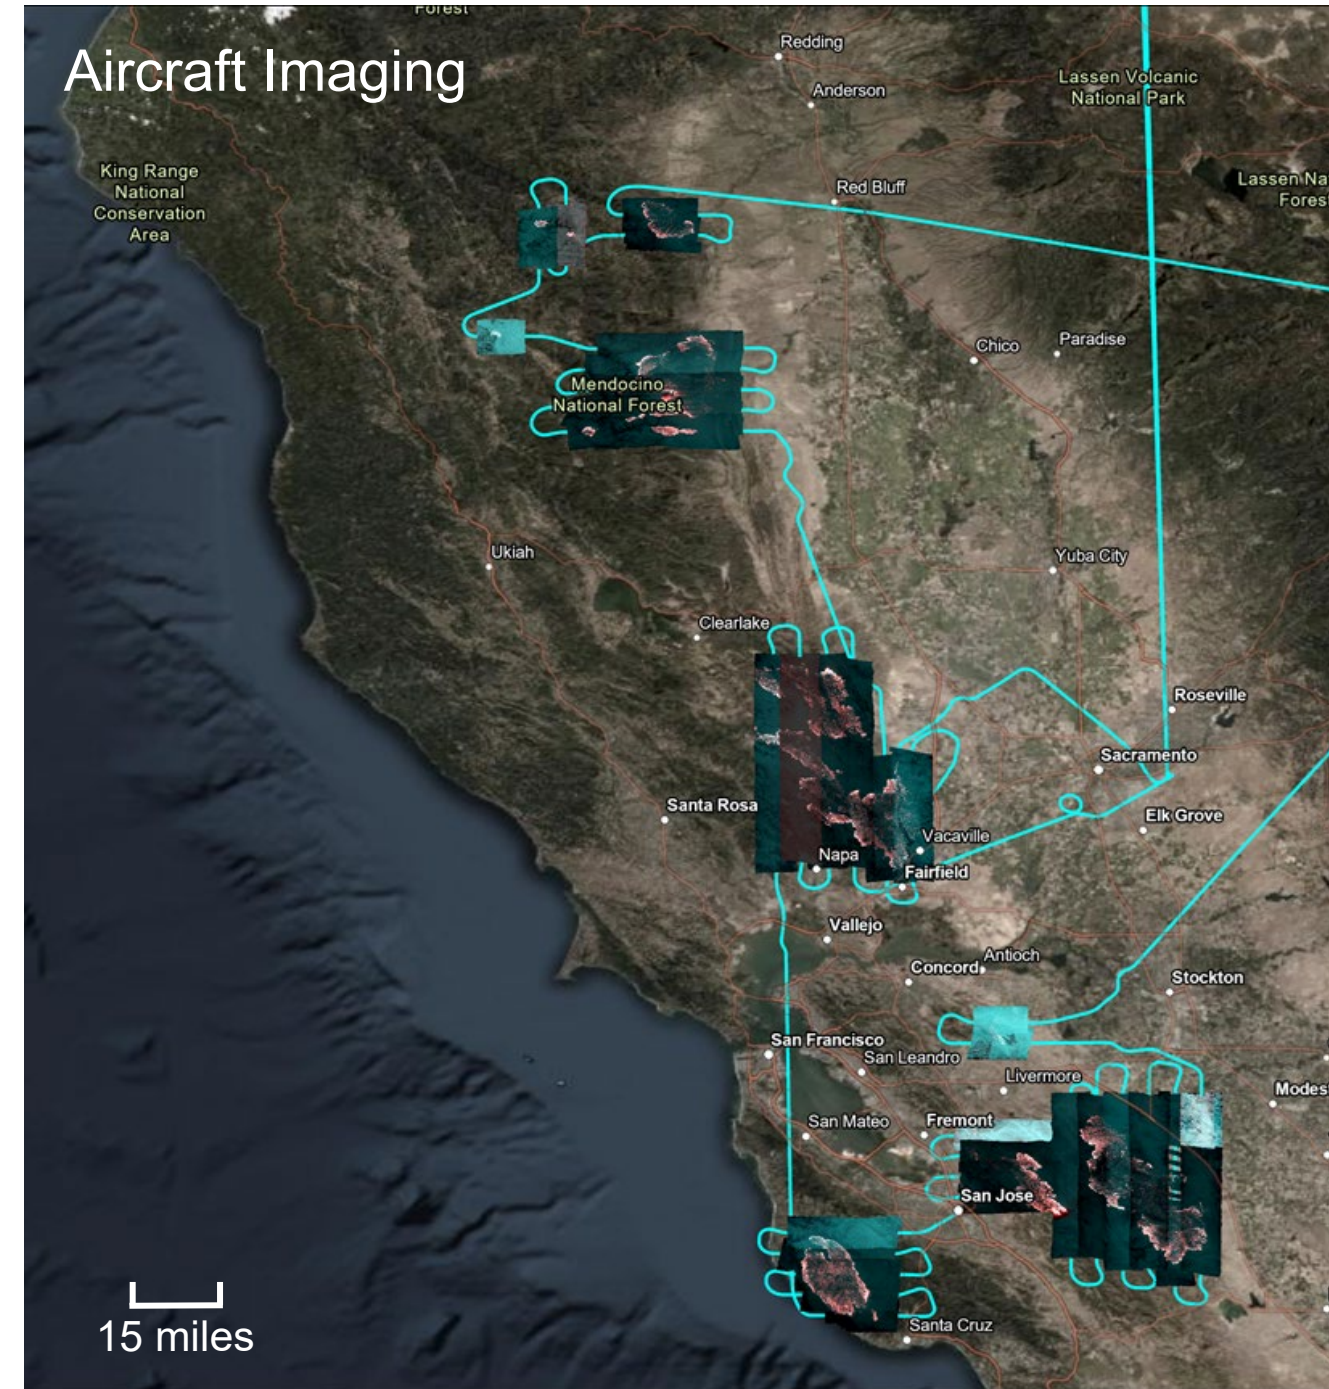 Forest
Aircraft Imaging
Redding
Lassen Volcanic
National Park
Anderson
King Range
National
Conservation
Area
Lassen Na
Fores
Red Bluff
Chico
Paradise
Mendocino
National Forest
Ukiah
Yuba City
Clearlake
Roseville
Sacramento
Santa Rosa
Elk Grove
Vacaville
Napa
Fairfield
Vallejo
Antioch
Concord
Stockton
San Francisco
San Leandro
Livermore
Modes
San Mateo
Fremont
San Jose
Santa Cruz
15 miles